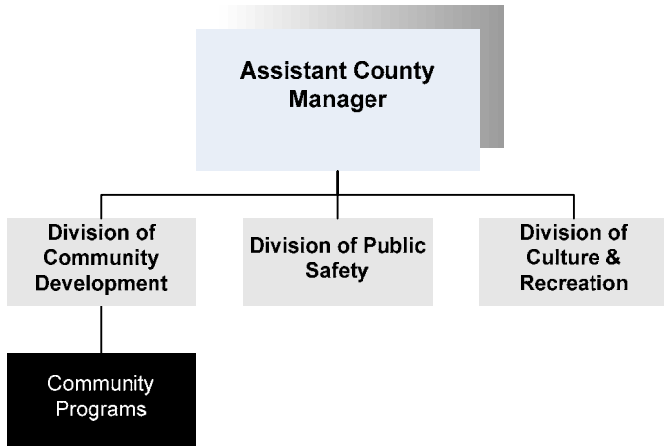 Assistant County
Manager
Division of
Community
Development
Division of Public
Safety
Division of
Culture &
Recreation
Community
Programs